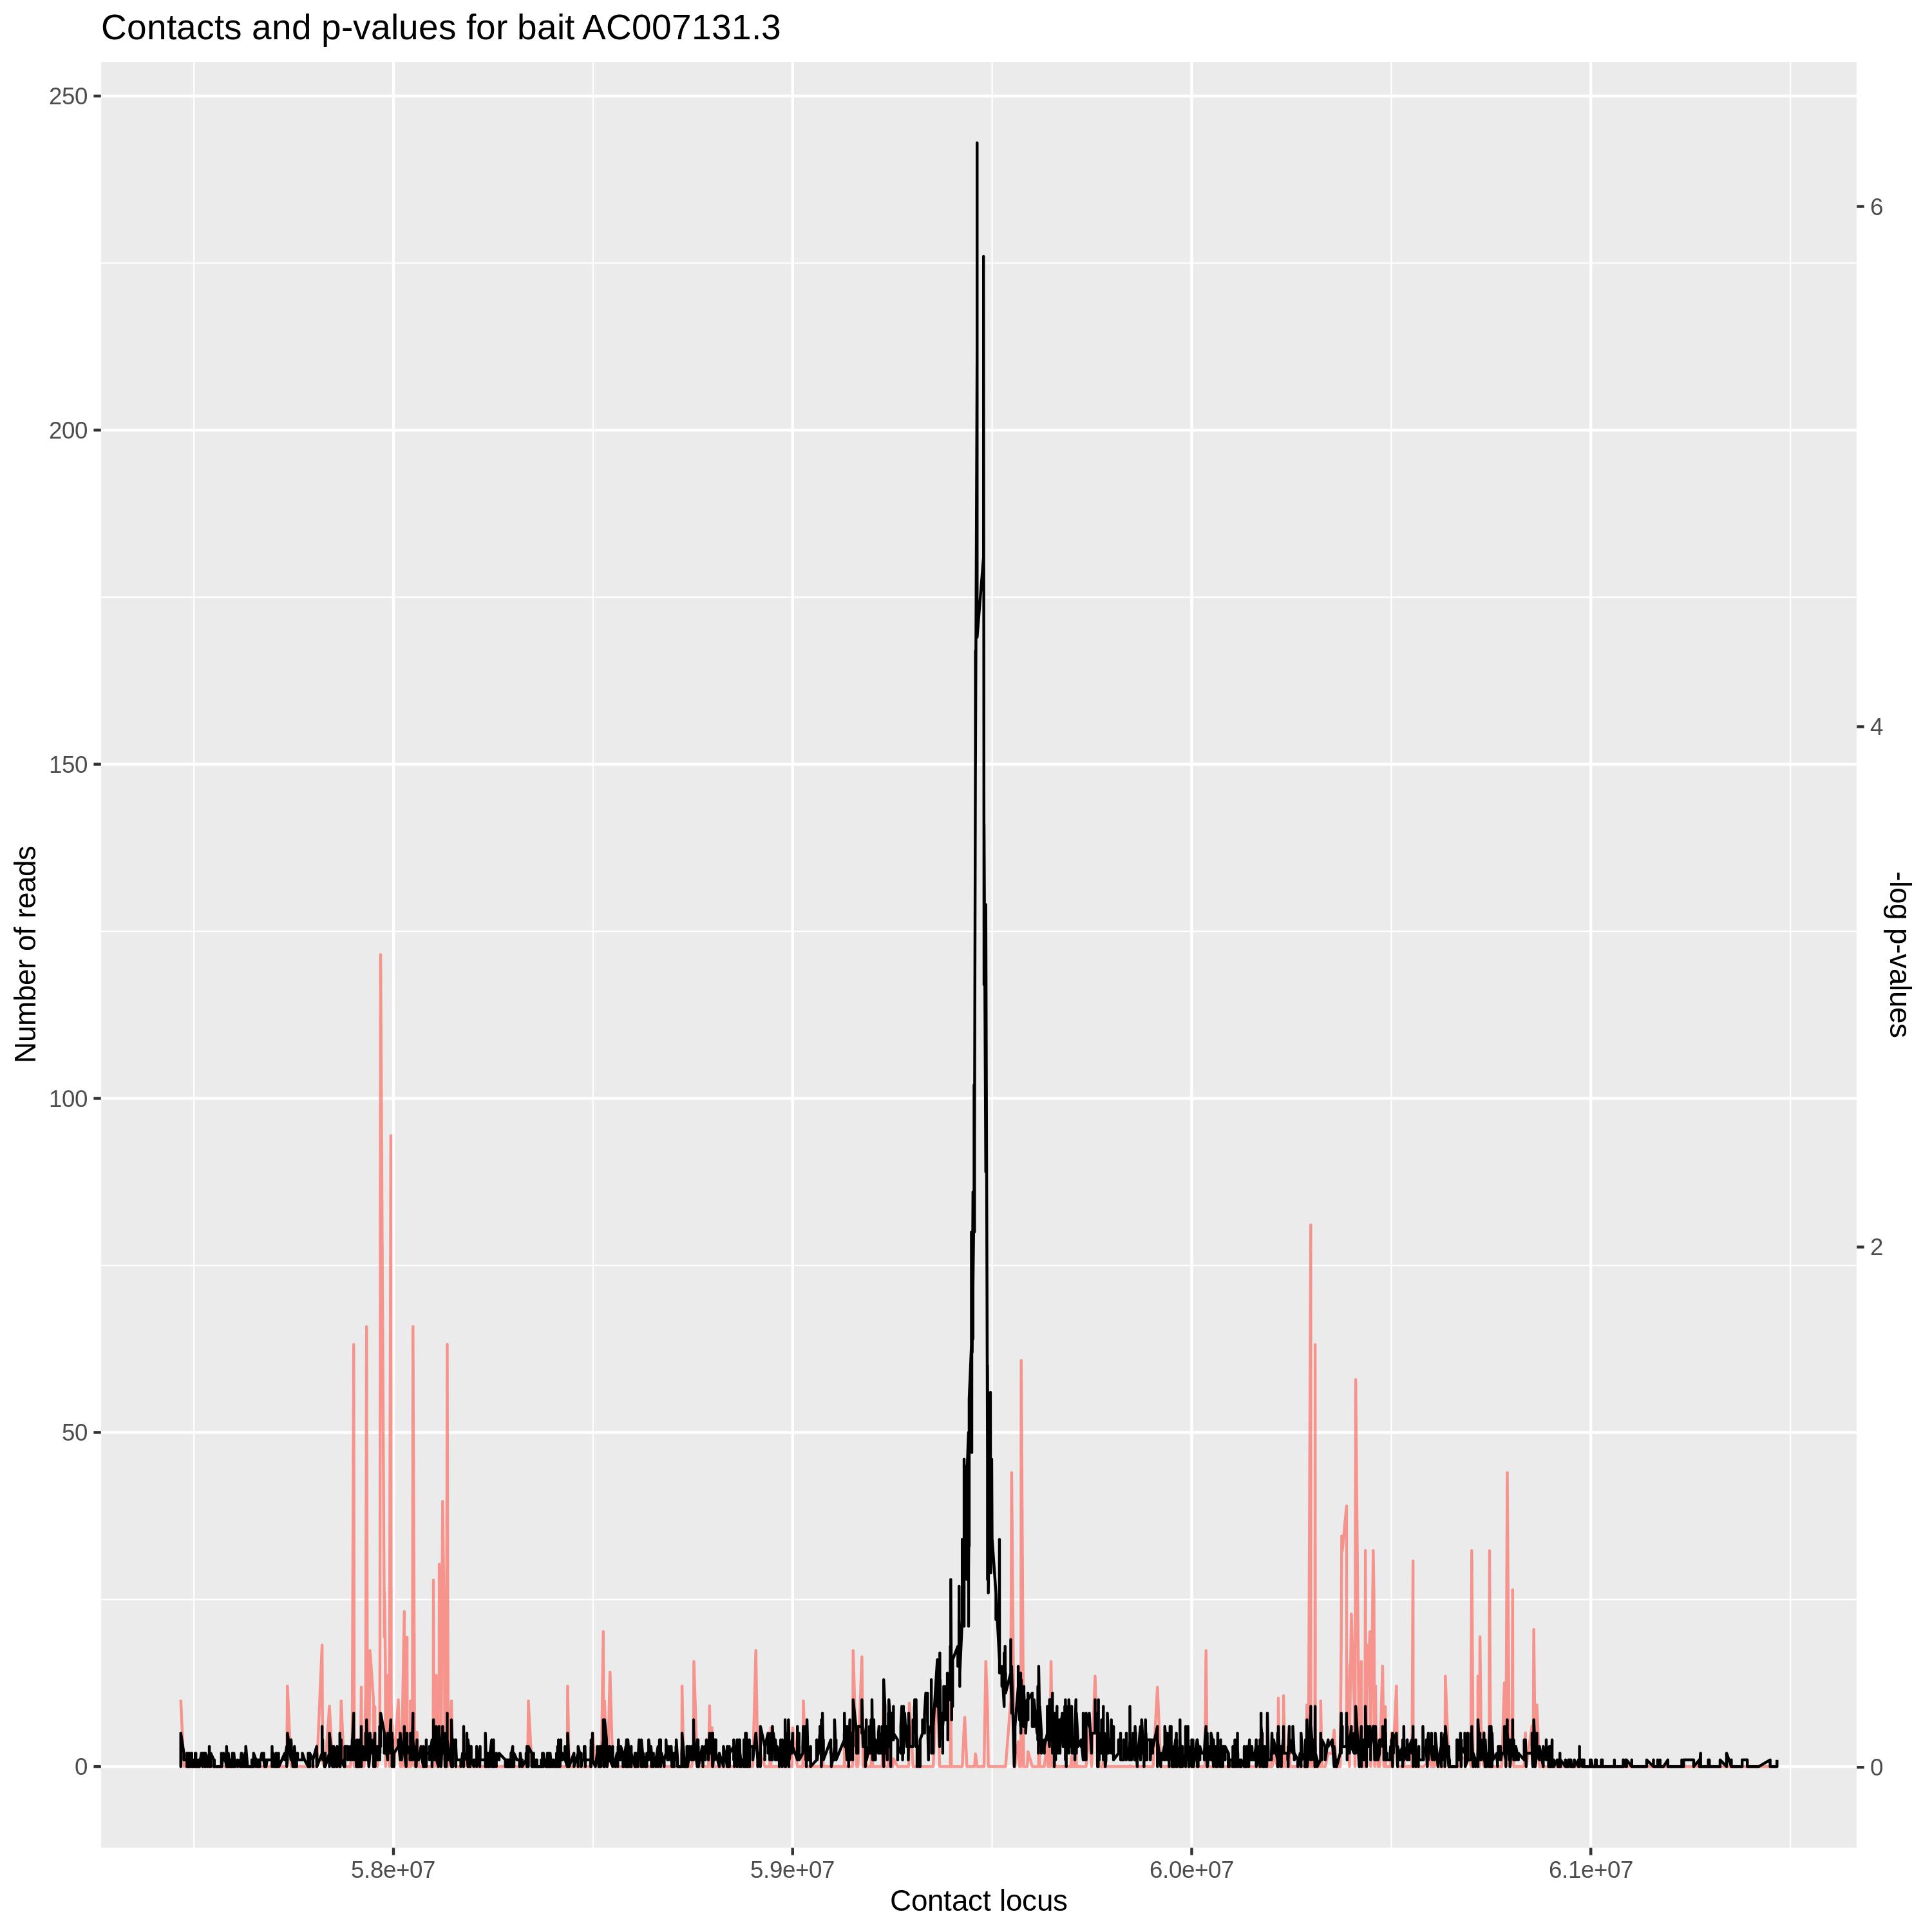 Contacts and p-values for bait AC007131.3
250
200
150
100
50
0
Number of reads
6
4
2
0
-log p-values
5.8e+07
5.9e+07
6.0e+07
6.1e+07
Contact locus